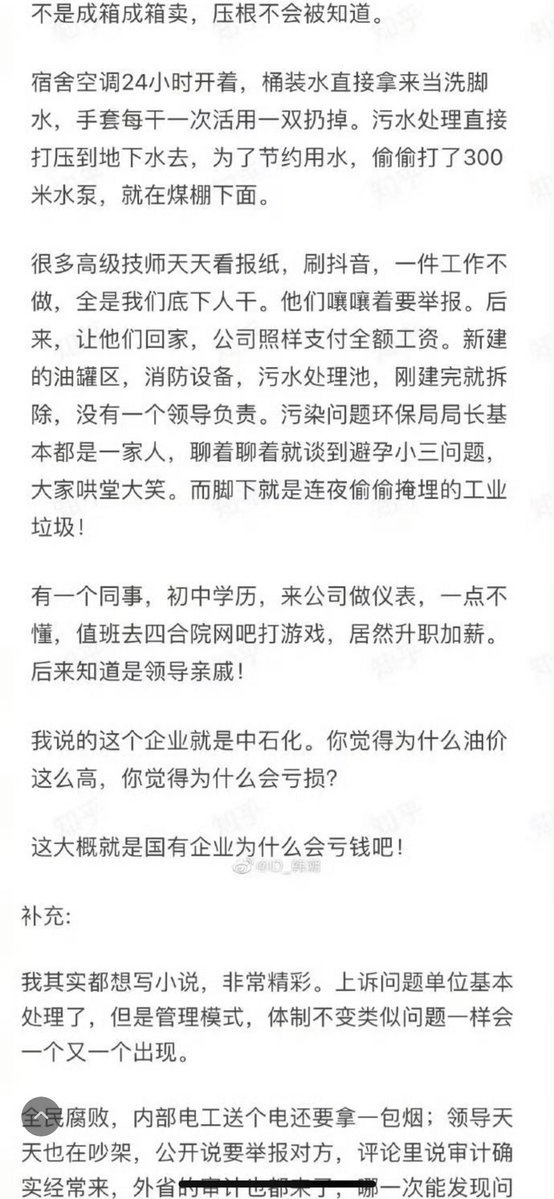 不是成箱成箱卖，压根不会被知道。
宿舍空调24小时开着，桶装水直接拿来当洗脚
水，手套每干一次活用一双扔掉。污水处理直接
打压到地下水去，为了节约用水，偷偷打了300
米水泵，就在煤棚下面。
很多高级技师天天看报纸，刷抖音，一件工作不
做，全是我们底下人干。他们嚷嚷着要举报。后
来，让他们回家，公司照样支付全额工资。新建
的油罐区，消防设备，污水处理池，刚建完就拆
除，没有一个领导负责。污染问题环保局局长基
本都是一家人，聊着聊着就谈到避孕小三问题，
大家哄堂大笑。而脚下就是连夜偷偷掩埋的工业
垃圾！
有一个同事，初中学历，来公司做仪表，一点不
懂，值班去四合院网吧打游戏，居然升职加薪。
后来知道是领导亲戚！
我说的这个企业就是中石化。你觉得为什么油价
这么高，你觉得为什么会亏损？
这大概就是国有企业为什么会亏钱吧！
@ID_韩潮
补充：
我其实都想写小说，非常精彩。上诉问题单位基本
处理了，但是管理模式，体制不变类似问题一样会
一个又一个出现。
全民腐败，内部电工送个电还要拿一包烟；领导天
天也在吵架，公开说要举报对方，评论里说审计确
实经常来，外省的审计也都来了，哪一次能发现问